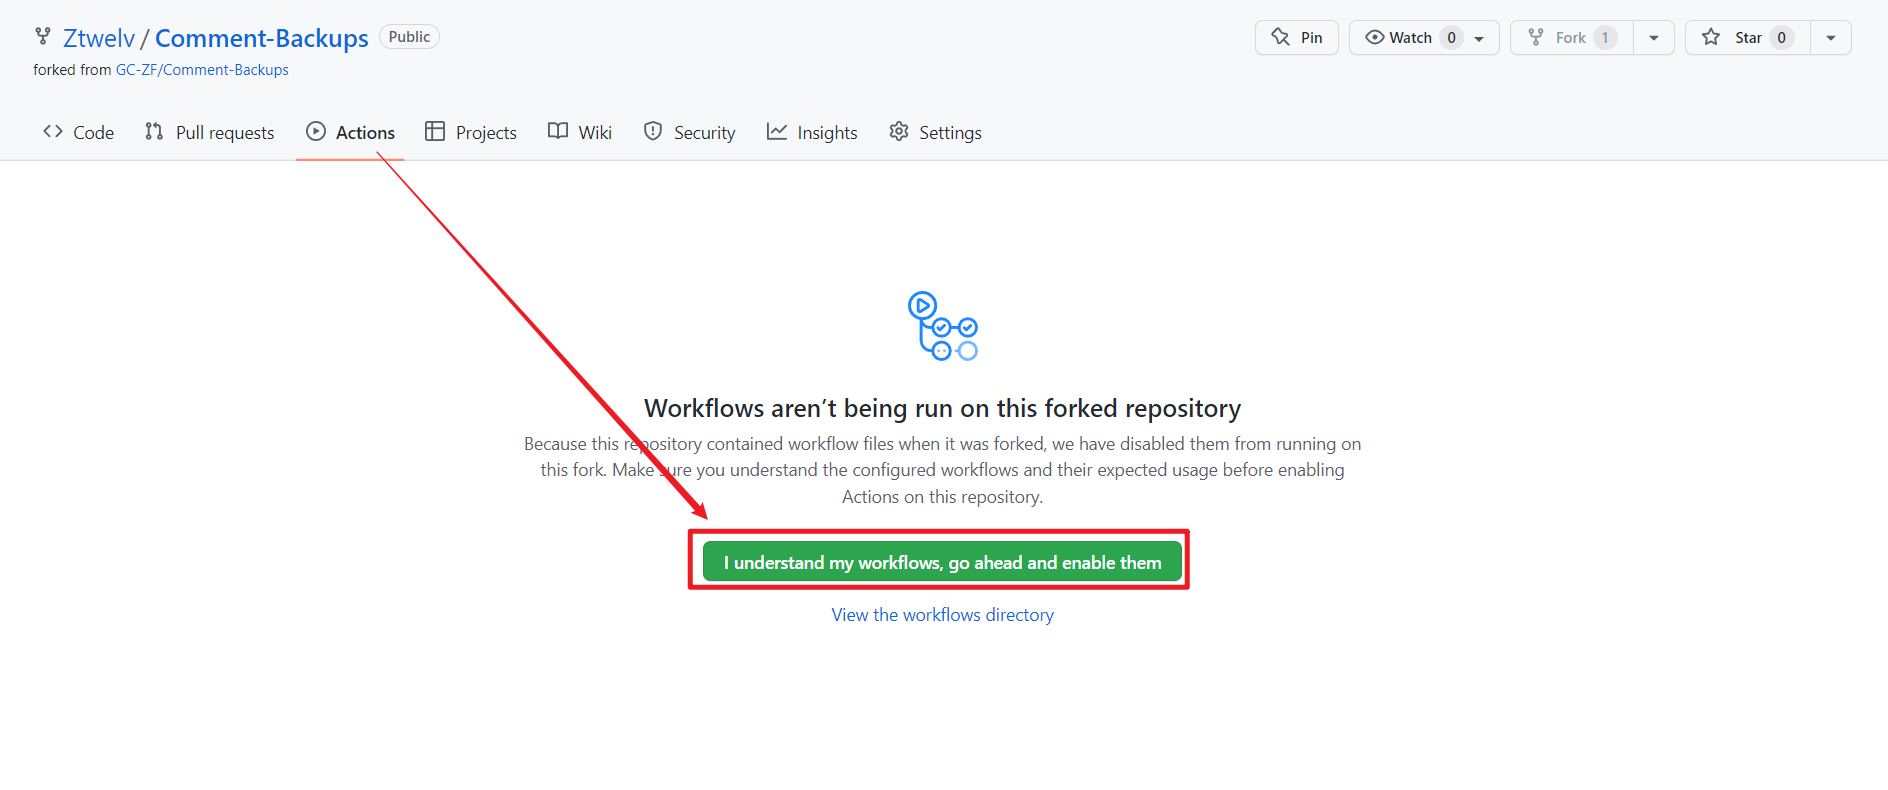 Ztwelv / Comment-Backups Public
Pin Watch 0 Fork 1 Star 0
forked from GC-ZF/Comment-Backups
Code Pull requests Actions Projects Wiki Security Insights Settings
Workflows aren’t being run on this forked repository
Because this repository contained workflow files when it was forked, we have disabled them from running on
this fork. Make sure you understand the configured workflows and their expected usage before enabling
Actions on this repository.
I understand my workflows, go ahead and enable them
View the workflows directory